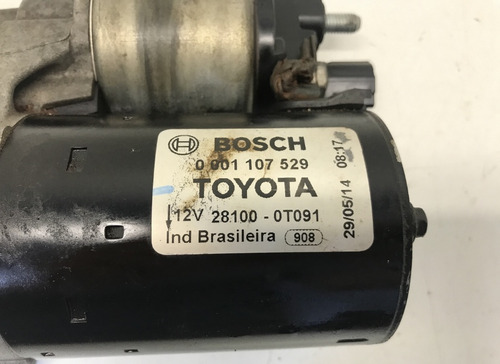 BOSCH
0 001 107 529
TOYOTA
12V 28100 - 0T091
Ind Brasileira 908
29/05/14 08:17